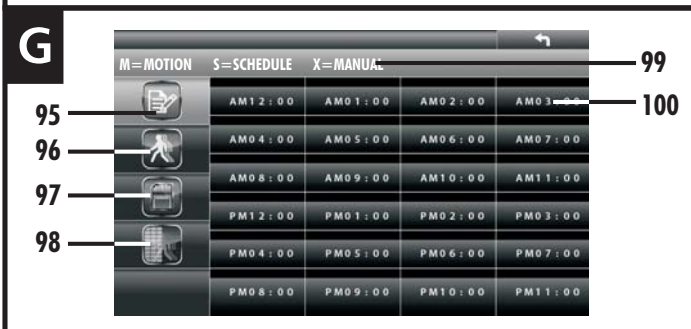 G
M=MOTION S=SCHEDULE X=MANUAL 99
95 AM12:00 AM01:00 AM02:00 AM03:00 100
96 AM04:00 AM05:00 AM06:00 AM07:00
97 AM08:00 AM09:00 AM10:00 AM11:00
PM12:00 PM01:00 PM02:00 PM03:00
98 PM04:00 PM05:00 PM06:00 PM07:00
PM08:00 PM09:00 PM10:00 PM11:00